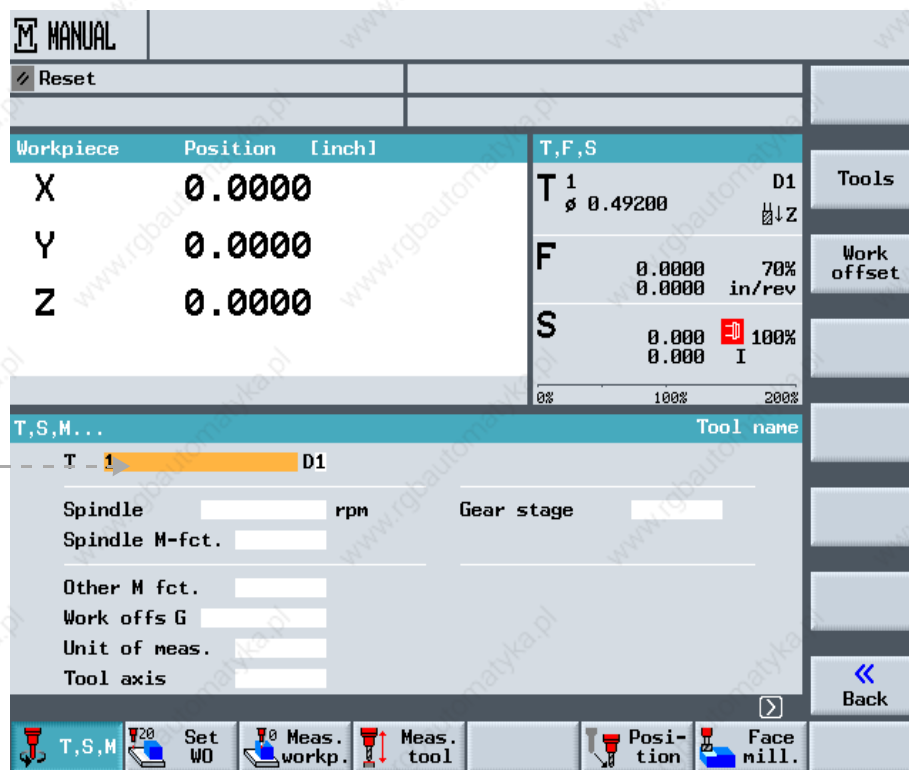 M MANUAL
Reset
Workpiece Position [inch]
X 0.0000
Y 0.0000
Z 0.0000
T,F,S
T 1 D1
ø 0.49200 ↓Z
F 0.0000 70%
0.0000 in/rev
S 0.000 100%
0.000 I
0% 100% 200%
T,S,M... Tool name
T 1 D1
Spindle rpm Gear stage
Spindle M-fct.
Other M fct.
Work offs G
Unit of meas.
Tool axis
Tools
Work
offset
«
Back
T,S,M
T20 Set
WO
T0 Meas.
workp.
Meas.
tool
Posi-
tion
Face
mill.
www.rgbautomatyka.pl